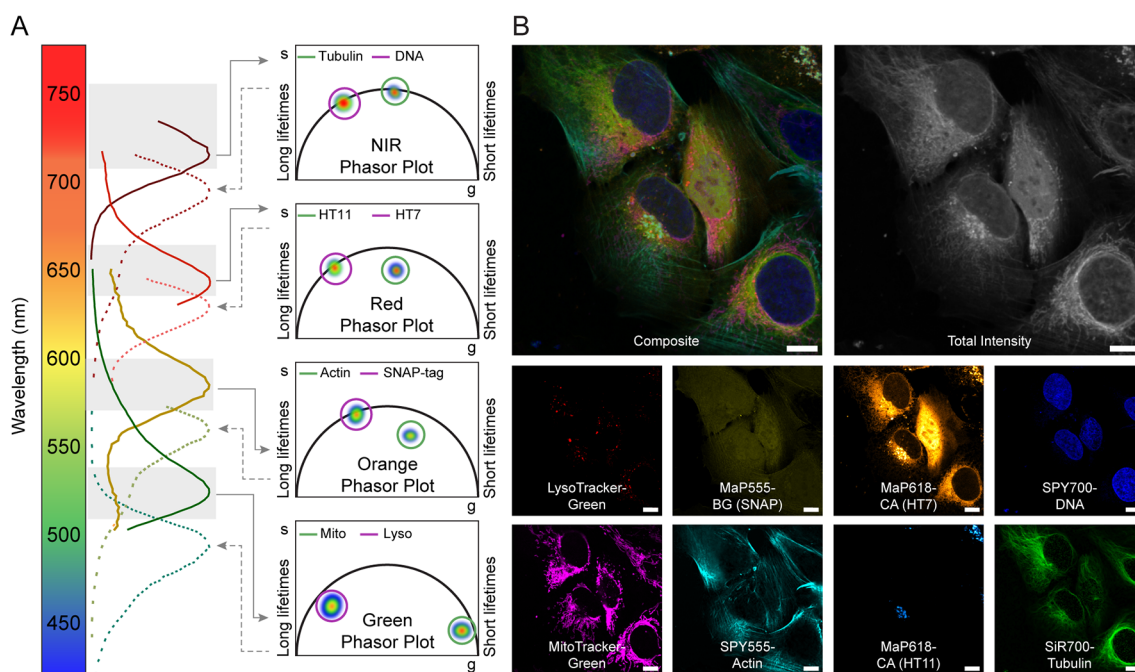 A
Wavelength (nm)
750
700
650
600
550
500
450
s
Tubulin
DNA
Long lifetimes
Short lifetimes
NIR
Phasor Plot
g
s
HT11
HT7
Long lifetimes
Short lifetimes
Red
Phasor Plot
g
s
Actin
SNAP-tag
Long lifetimes
Short lifetimes
Orange
Phasor Plot
g
s
Mito
Lyso
Long lifetimes
Short lifetimes
Green
Phasor Plot
g
B
Composite
Total Intensity
LysoTracker-
Green
MaP555-
BG (SNAP)
MaP618-
CA (HT7)
SPY700-
DNA
MitoTracker-
Green
SPY555-
Actin
MaP618-
CA (HT11)
SiR700-
Tubulin